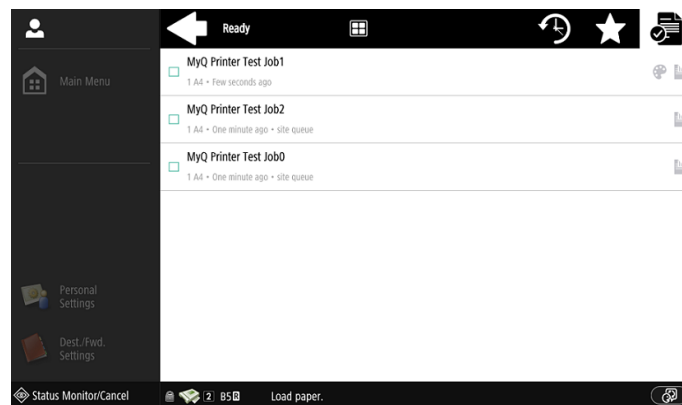 Ready
Main Menu
MyQ Printer Test Job1
1 A4 • Few seconds ago
MyQ Printer Test Job2
1 A4 • One minute ago • site queue
MyQ Printer Test Job0
1 A4 • One minute ago • site queue
Personal
Settings
Dest./Fwd.
Settings
Status Monitor/Cancel
2 B5R Load paper.